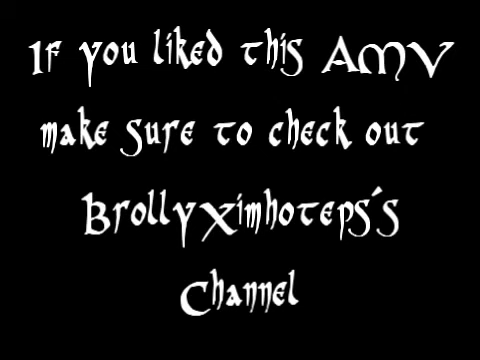 If you liked this AMV
make sure to check out
BrollyXimhoteps's
Channel